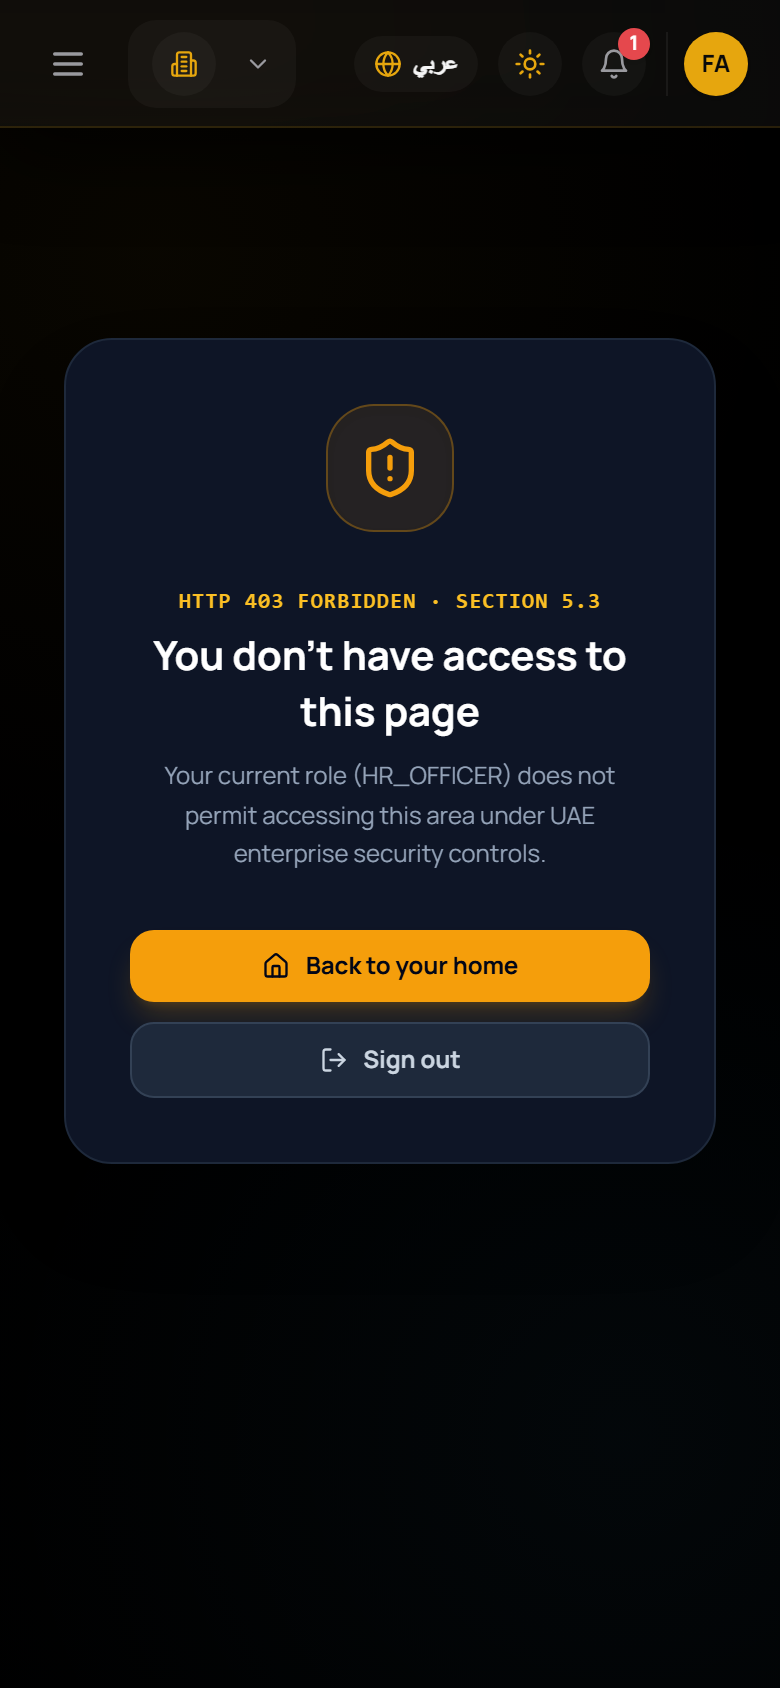 عربي
1
FA
HTTP 403 FORBIDDEN · SECTION 5.3
You don’t have access to
this page
Your current role (HR_OFFICER) does not
permit accessing this area under UAE
enterprise security controls.
Back to your home
Sign out